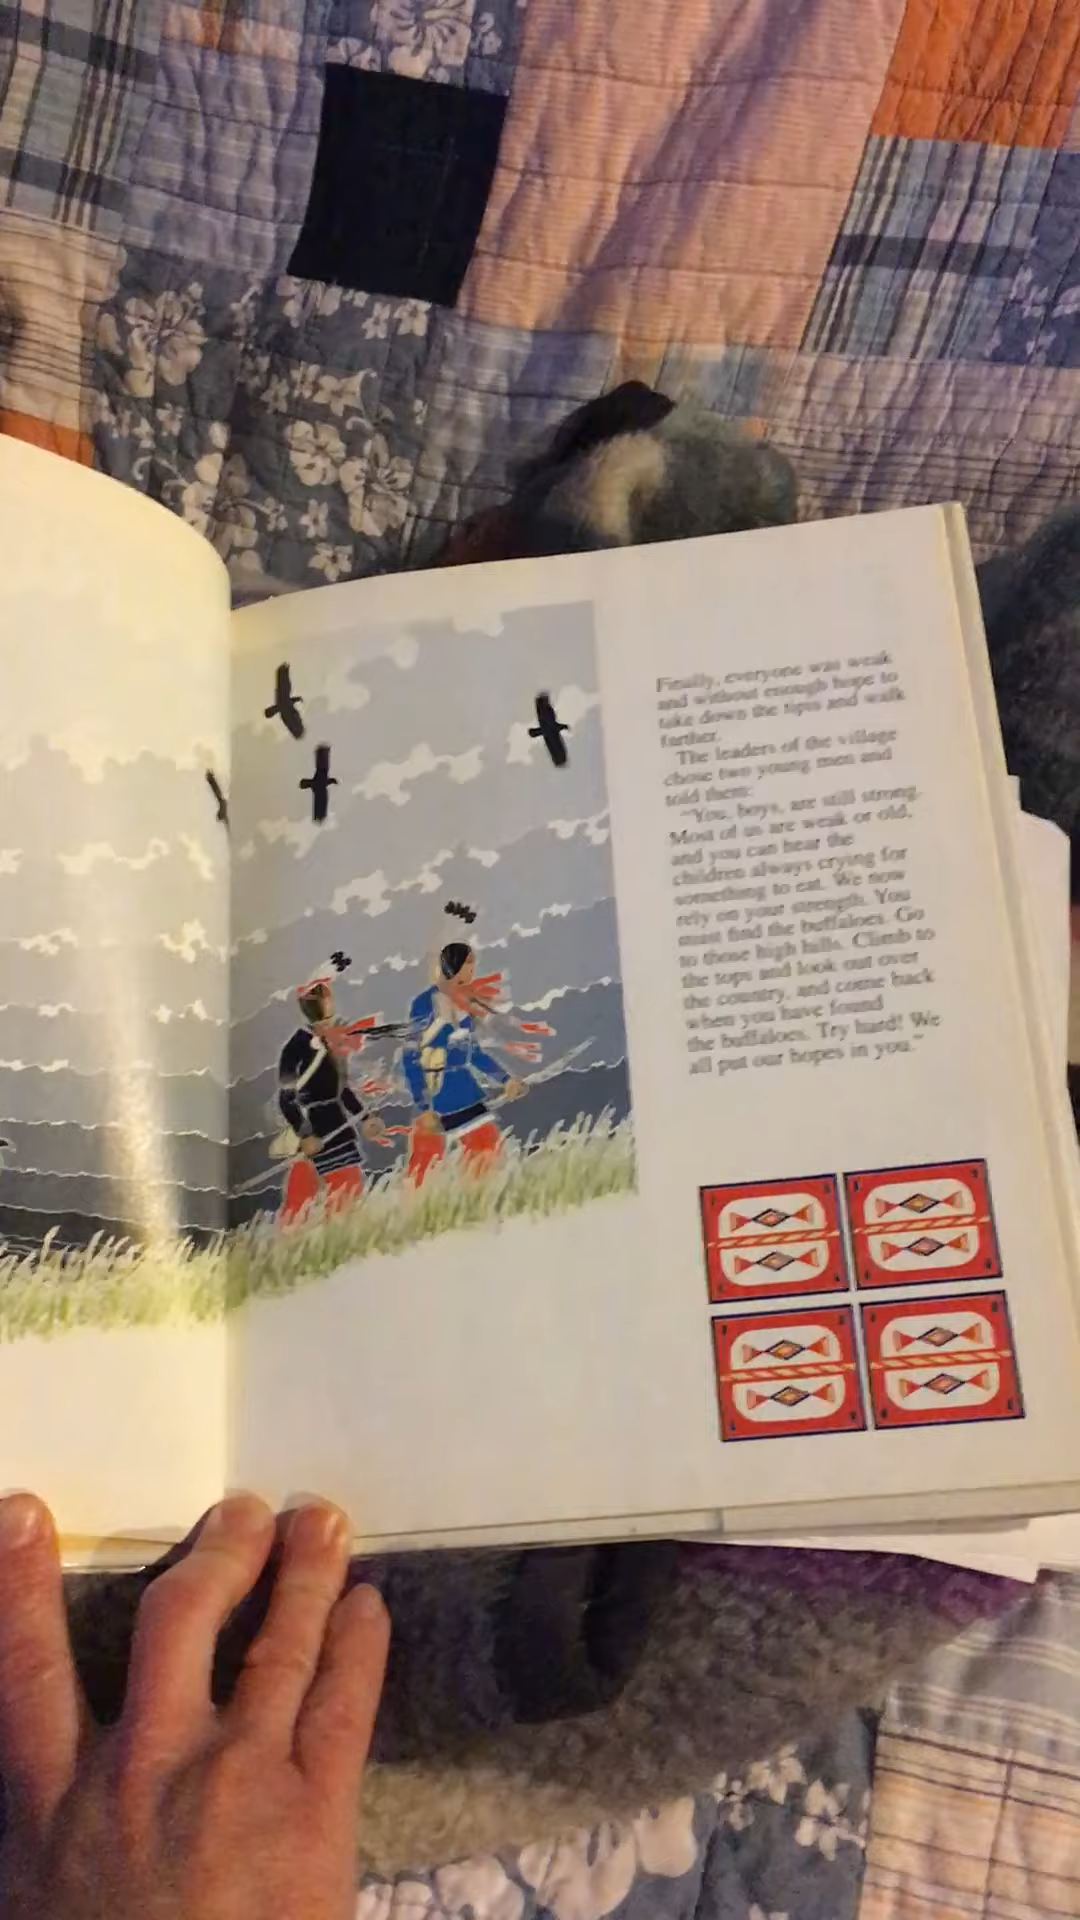 Finally, everyone was weak
and without enough hope to
take down the tipis and walk
farther.
The leaders of the village
chose two young men and
told them:
"You, boys, are still strong.
Most of us are weak or old,
and you can hear the
children always crying for
something to eat. We now
rely on your strength. You
must find the buffaloes. Go
to those high hills. Climb to
the tops and look out over
the country, and come back
when you have found
the buffaloes. Try hard! We
all put our hopes in you."